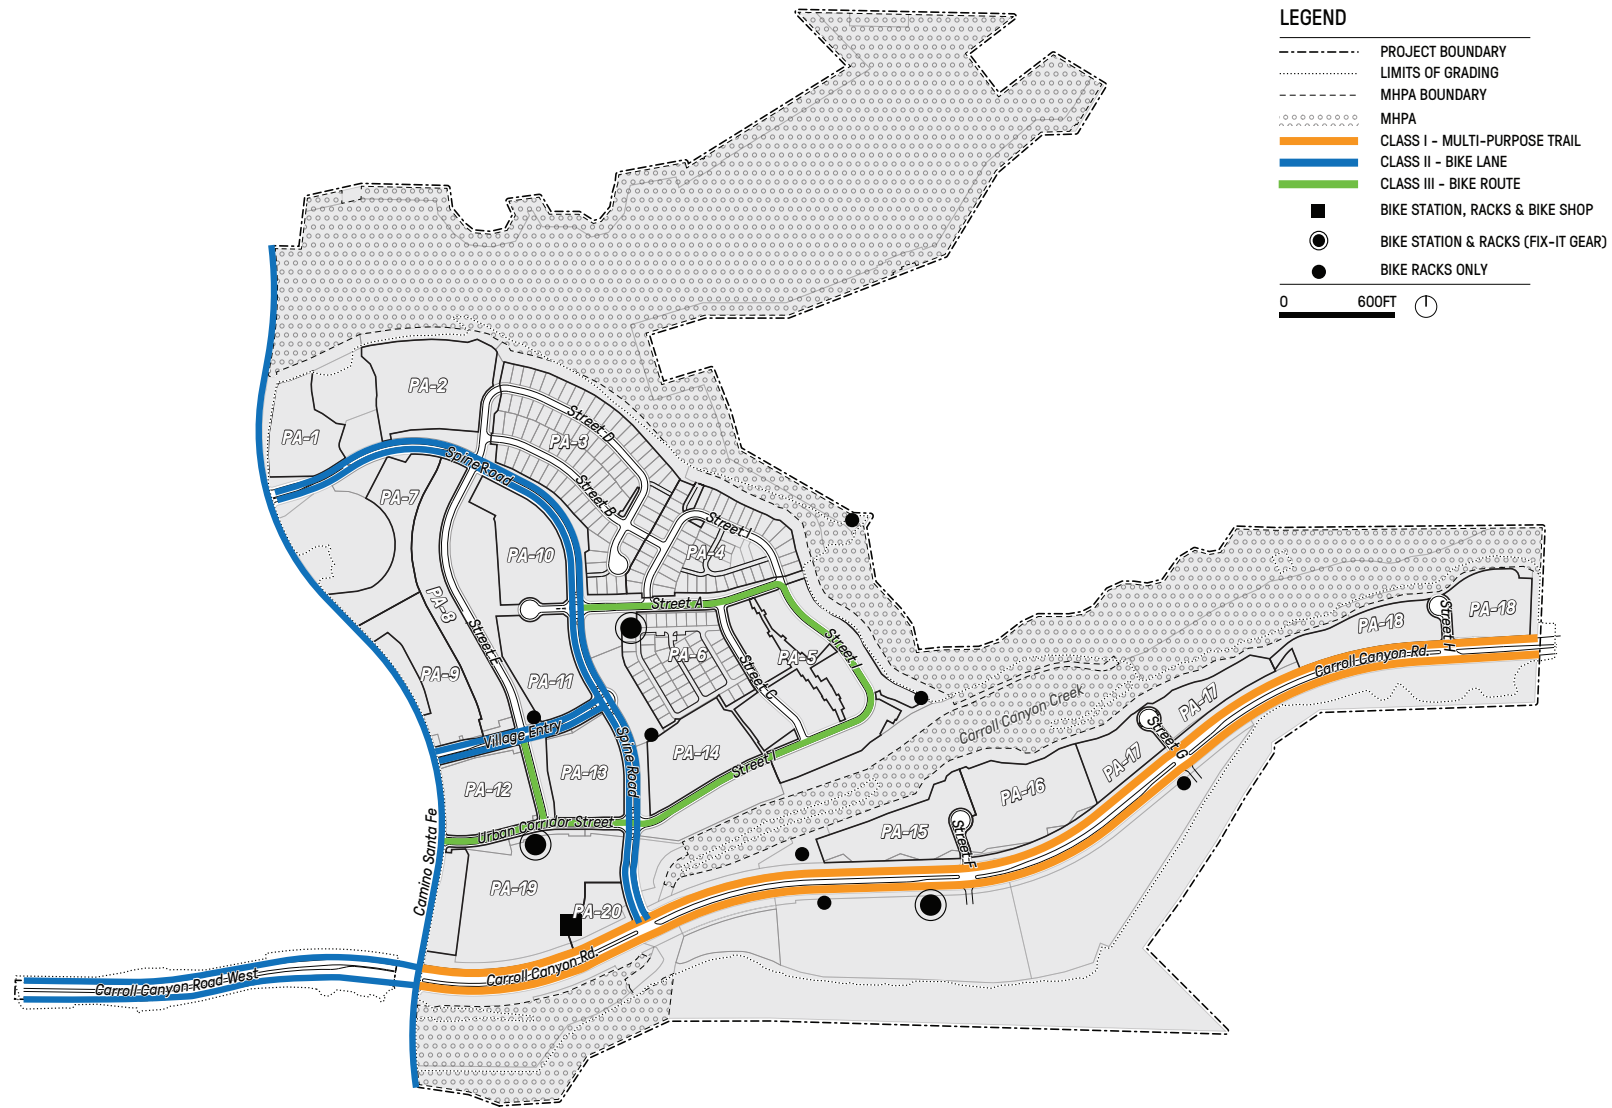 LEGEND
PROJECT BOUNDARY
LIMITS OF GRADING
MHPA BOUNDARY
MHPA
CLASS I - MULTI-PURPOSE TRAIL
CLASS II - BIKE LANE
CLASS III - BIKE ROUTE
BIKE STATION, RACKS & BIKE SHOP
BIKE STATION & RACKS (FIX-IT GEAR)
BIKE RACKS ONLY
0 600FT
PA-2
PA-1
Street D
PA-3
Spine Road
PA-7
Street B
Street I
PA-4
PA-10
PA-8
Street A
Street E
PA-6
PA-5
Street J
Street C
PA-9
PA-11
Village Entry
Spine Road
PA-14
Street I
PA-13
PA-12
Urban Corridor Street
Camino Santa Fe
PA-19
PA-20
Carroll Canyon Rd.
Carroll Canyon Road West
Carroll Canyon Creek
PA-15
Street F
PA-16
PA-17
Street G
PA-17
PA-18
Street H
PA-18
Carroll Canyon Rd.